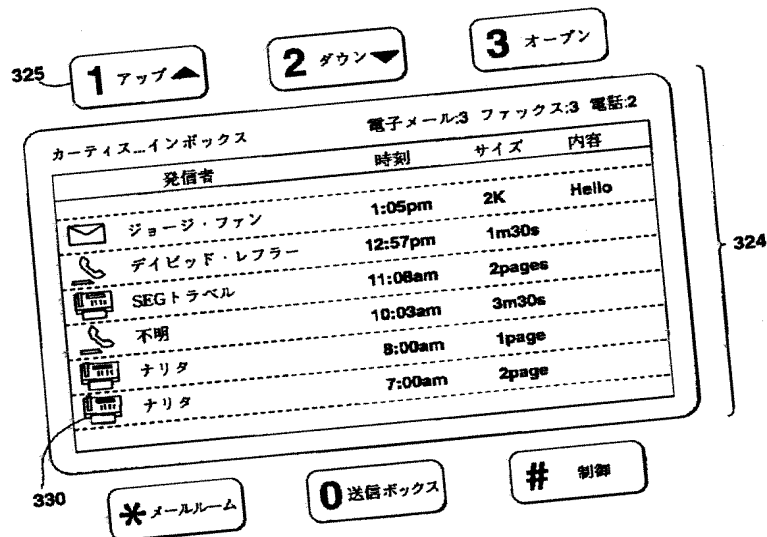 325
1 アップ
2 ダウン
3 オープン
カーティス...インボックス 電子メール:3 ファックス:3 電話:2
発信者 時刻 サイズ 内容
ジョージ・ファン 1:05pm 2K Hello
デイビッド・レフラー 12:57pm 1m30s
SEGトラベル 11:08am 2pages
不明 10:03am 3m30s
ナリタ 8:00am 1page
ナリタ 7:00am 2page
324
330
* メールルーム
0 送信ボックス
# 制御